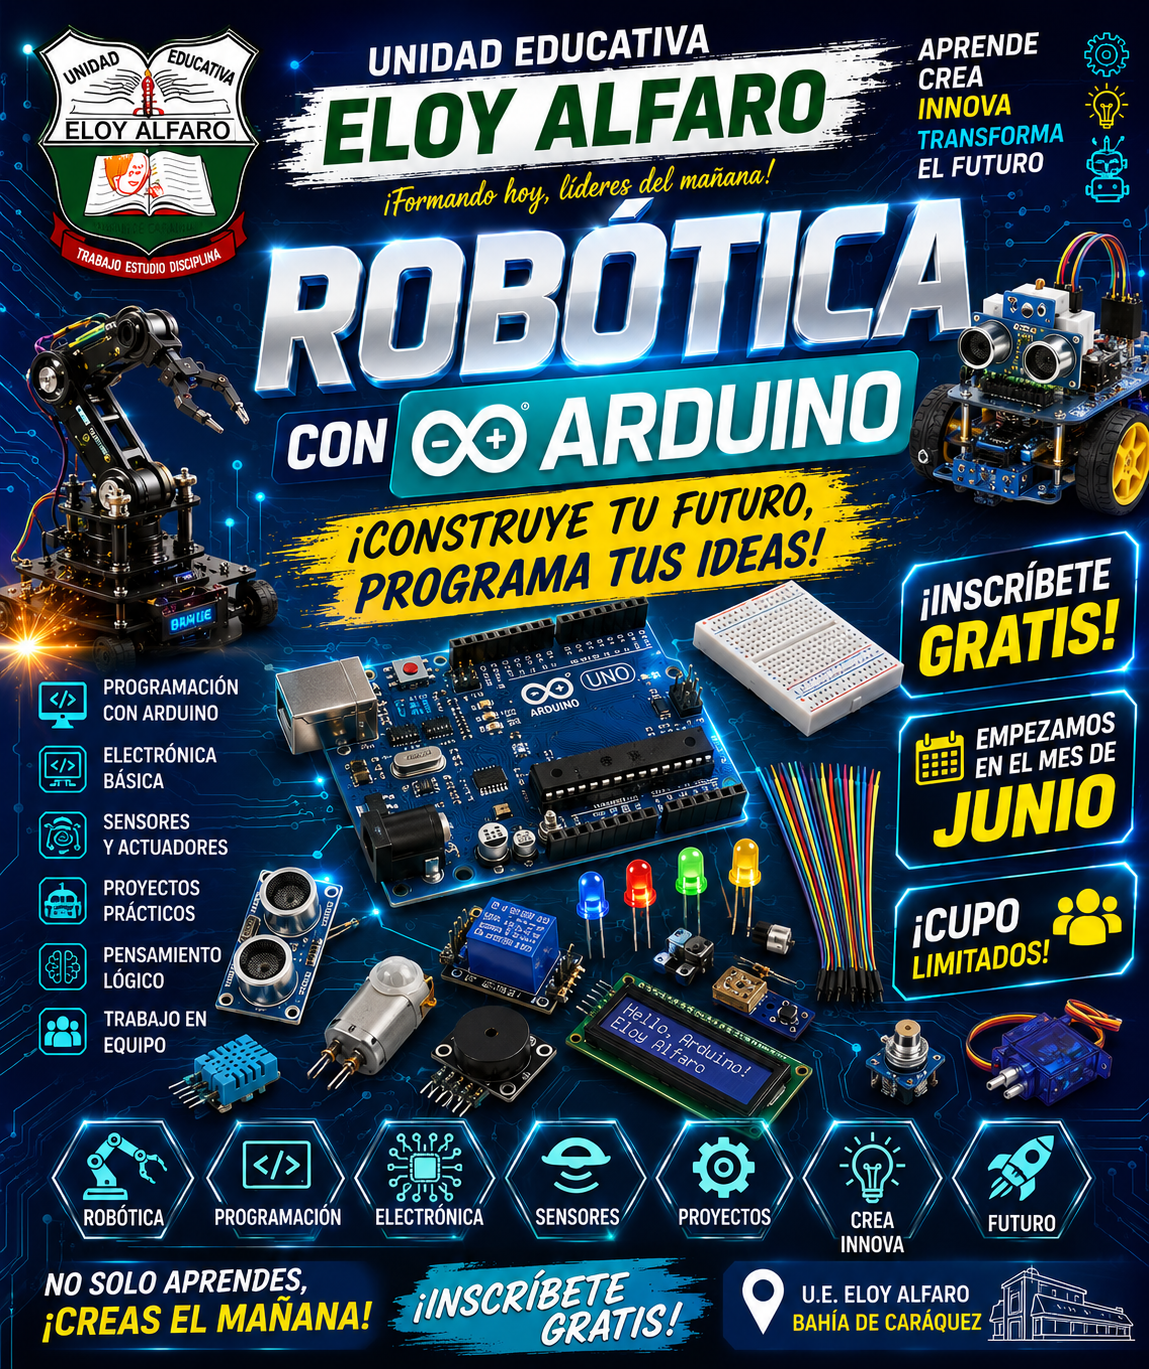 UNIDAD EDUCATIVA
ELOY ALFARO
TRABAJO ESTUDIO DISCIPLINA
UNIDAD EDUCATIVA
ELOY ALFARO
¡Formando hoy, líderes del mañana!
APRENDE
CREA
INNOVA
TRANSFORMA
EL FUTURO
ROBÓTICA
CON ARDUINO
¡CONSTRUYE TU FUTURO,
PROGRAMA TUS IDEAS!
¡INSCRÍBETE
GRATIS!
EMPEZAMOS
EN EL MES DE
JUNIO
¡CUPO
LIMITADOS!
PROGRAMACIÓN
CON ARDUINO
ELECTRÓNICA
BÁSICA
SENSORES
Y ACTUADORES
PROYECTOS
PRÁCTICOS
PENSAMIENTO
LÓGICO
TRABAJO EN
EQUIPO
ARDUINO
UNO
Hello, Arduino!
Eloy Alfaro
ROBÓTICA
PROGRAMACIÓN
ELECTRÓNICA
SENSORES
PROYECTOS
CREA
INNOVA
FUTURO
NO SOLO APRENDES,
¡CREAS EL MAÑANA!
¡INSCRÍBETE
GRATIS!
U.E. ELOY ALFARO
BAHÍA DE CARÁQUEZ